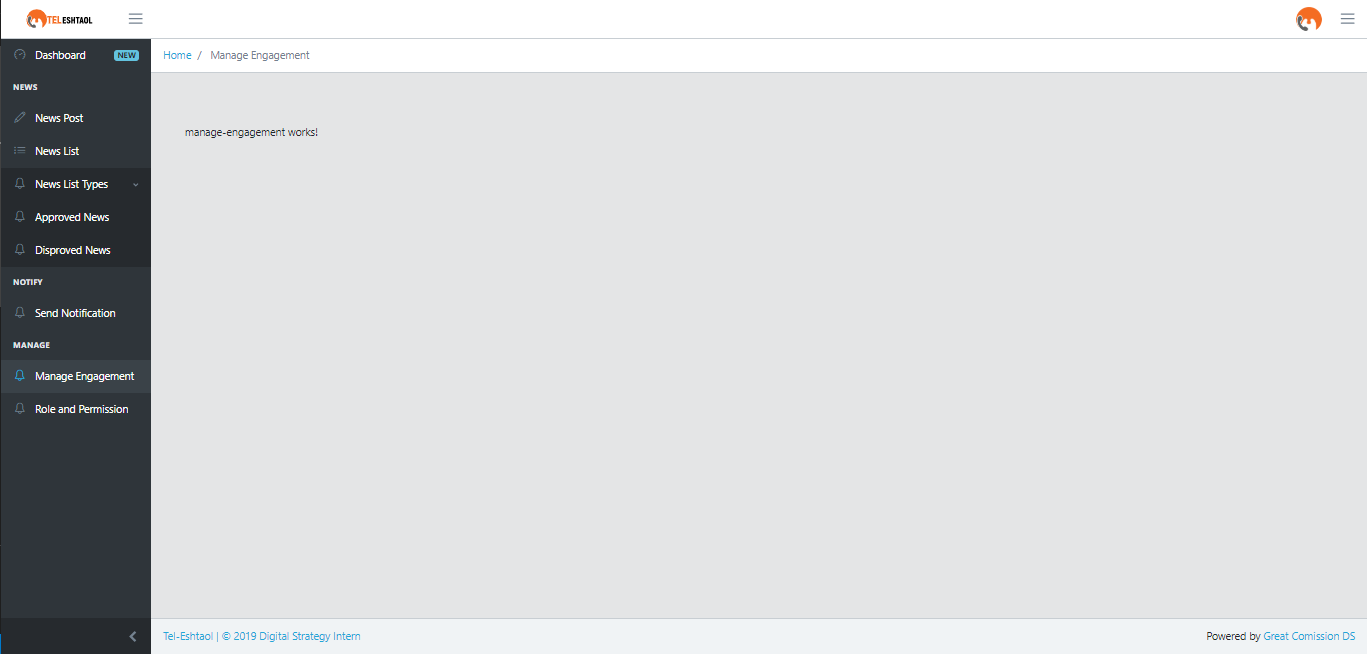 TELESHTAOL
Home / Manage Engagement
Dashboard NEW
NEWS
News Post
News List
News List Types
Approved News
Disproved News
NOTIFY
Send Notification
MANAGE
Manage Engagement
Role and Permission
manage-engagement works!
Tel-Eshtaol | © 2019 Digital Strategy Intern
Powered by Great Comission DS